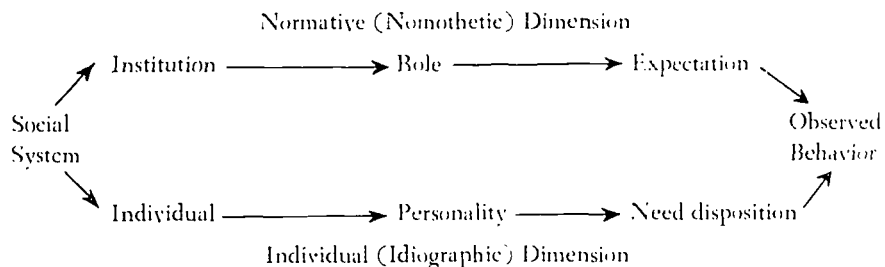 Normative (Nomothetic) Dimension
Institution Role Expectation
Social
System
Observed
Behavior
Individual Personality Need disposition
Individual (Idiographic) Dimension